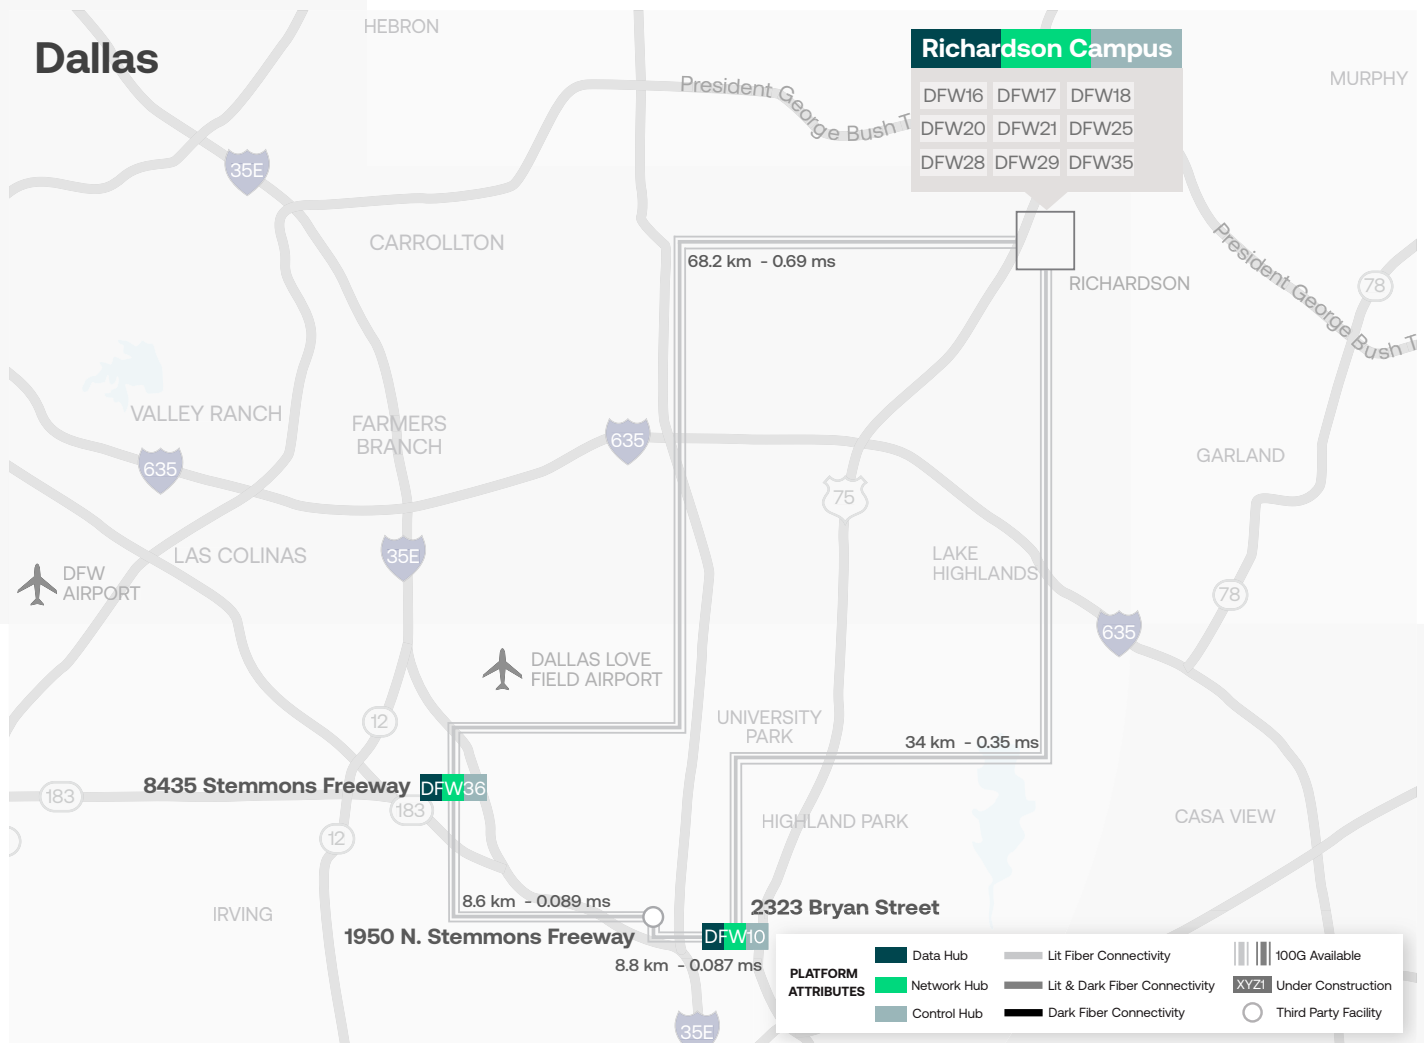 Dallas
HEBRON
Richardson Campus
DFW16 DFW17 DFW18
DFW20 DFW21 DFW25
DFW28 DFW29 DFW35
President George Bush T
MURPHY
35E
CARROLLTON
68.2 km - 0.69 ms
RICHARDSON
President George Bush T
78
VALLEY RANCH
FARMERS
BRANCH
635
635
GARLAND
75
LAS COLINAS
35E
LAKE
HIGHLANDS
DFW
AIRPORT
78
635
DALLAS LOVE
FIELD AIRPORT
12
UNIVERSITY
PARK
34 km - 0.35 ms
8435 Stemmons Freeway
DFW36
183
183
12
HIGHLAND PARK
CASA VIEW
IRVING
8.6 km - 0.089 ms
2323 Bryan Street
1950 N. Stemmons Freeway
DFW10
8.8 km - 0.087 ms
35E
PLATFORM
ATTRIBUTES
Data Hub
Network Hub
Control Hub
Lit Fiber Connectivity
Lit & Dark Fiber Connectivity
Dark Fiber Connectivity
100G Available
XYZ1 Under Construction
Third Party Facility